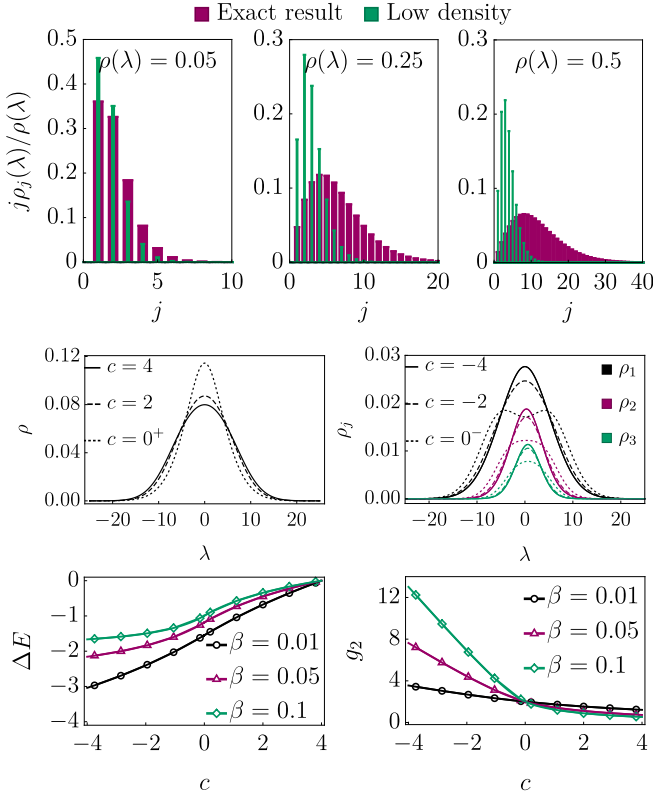 Exact result Low density
jρⱼ(λ)/ρ(λ)
0.5
0.4
0.3
0.2
0.1
0
ρ(λ) = 0.05
0 5 10
j
0.3
0.2
0.1
0
ρ(λ) = 0.25
0 10 20
j
0.3
0.2
0.1
0
ρ(λ) = 0.5
0 10 20 30 40
j
ρ
0.12
0.08
0.04
0.00
c = 4
c = 2
c = 0⁺
−20 −10 0 10 20
λ
ρⱼ
0.03
0.02
0.01
0.00
c = −4
c = −2
c = 0⁻
ρ₁
ρ₂
ρ₃
−20 −10 0 10 20
λ
ΔE
0
−1
−2
−3
−4
β = 0.01
β = 0.05
β = 0.1
−4 −2 0 2 4
c
g₂
12
8
4
0
β = 0.01
β = 0.05
β = 0.1
−4 −2 0 2 4
c